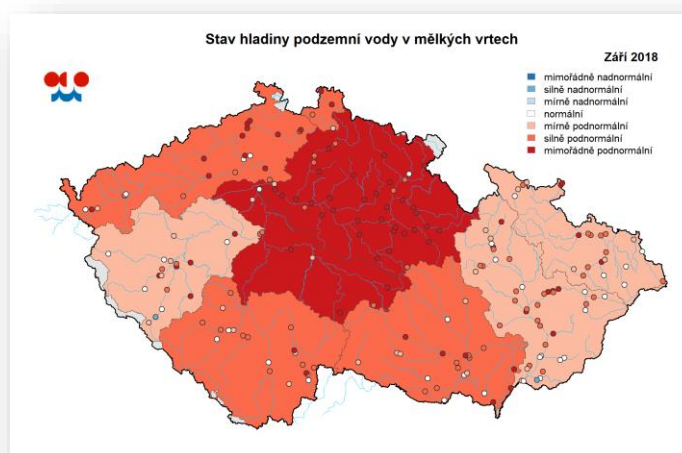 Stav hladiny podzemní vody v mělkých vrtech
Září 2018
mimořádně nadnormální
silně nadnormální
mírně nadnormální
normální
mírně podnormální
silně podnormální
mimořádně podnormální